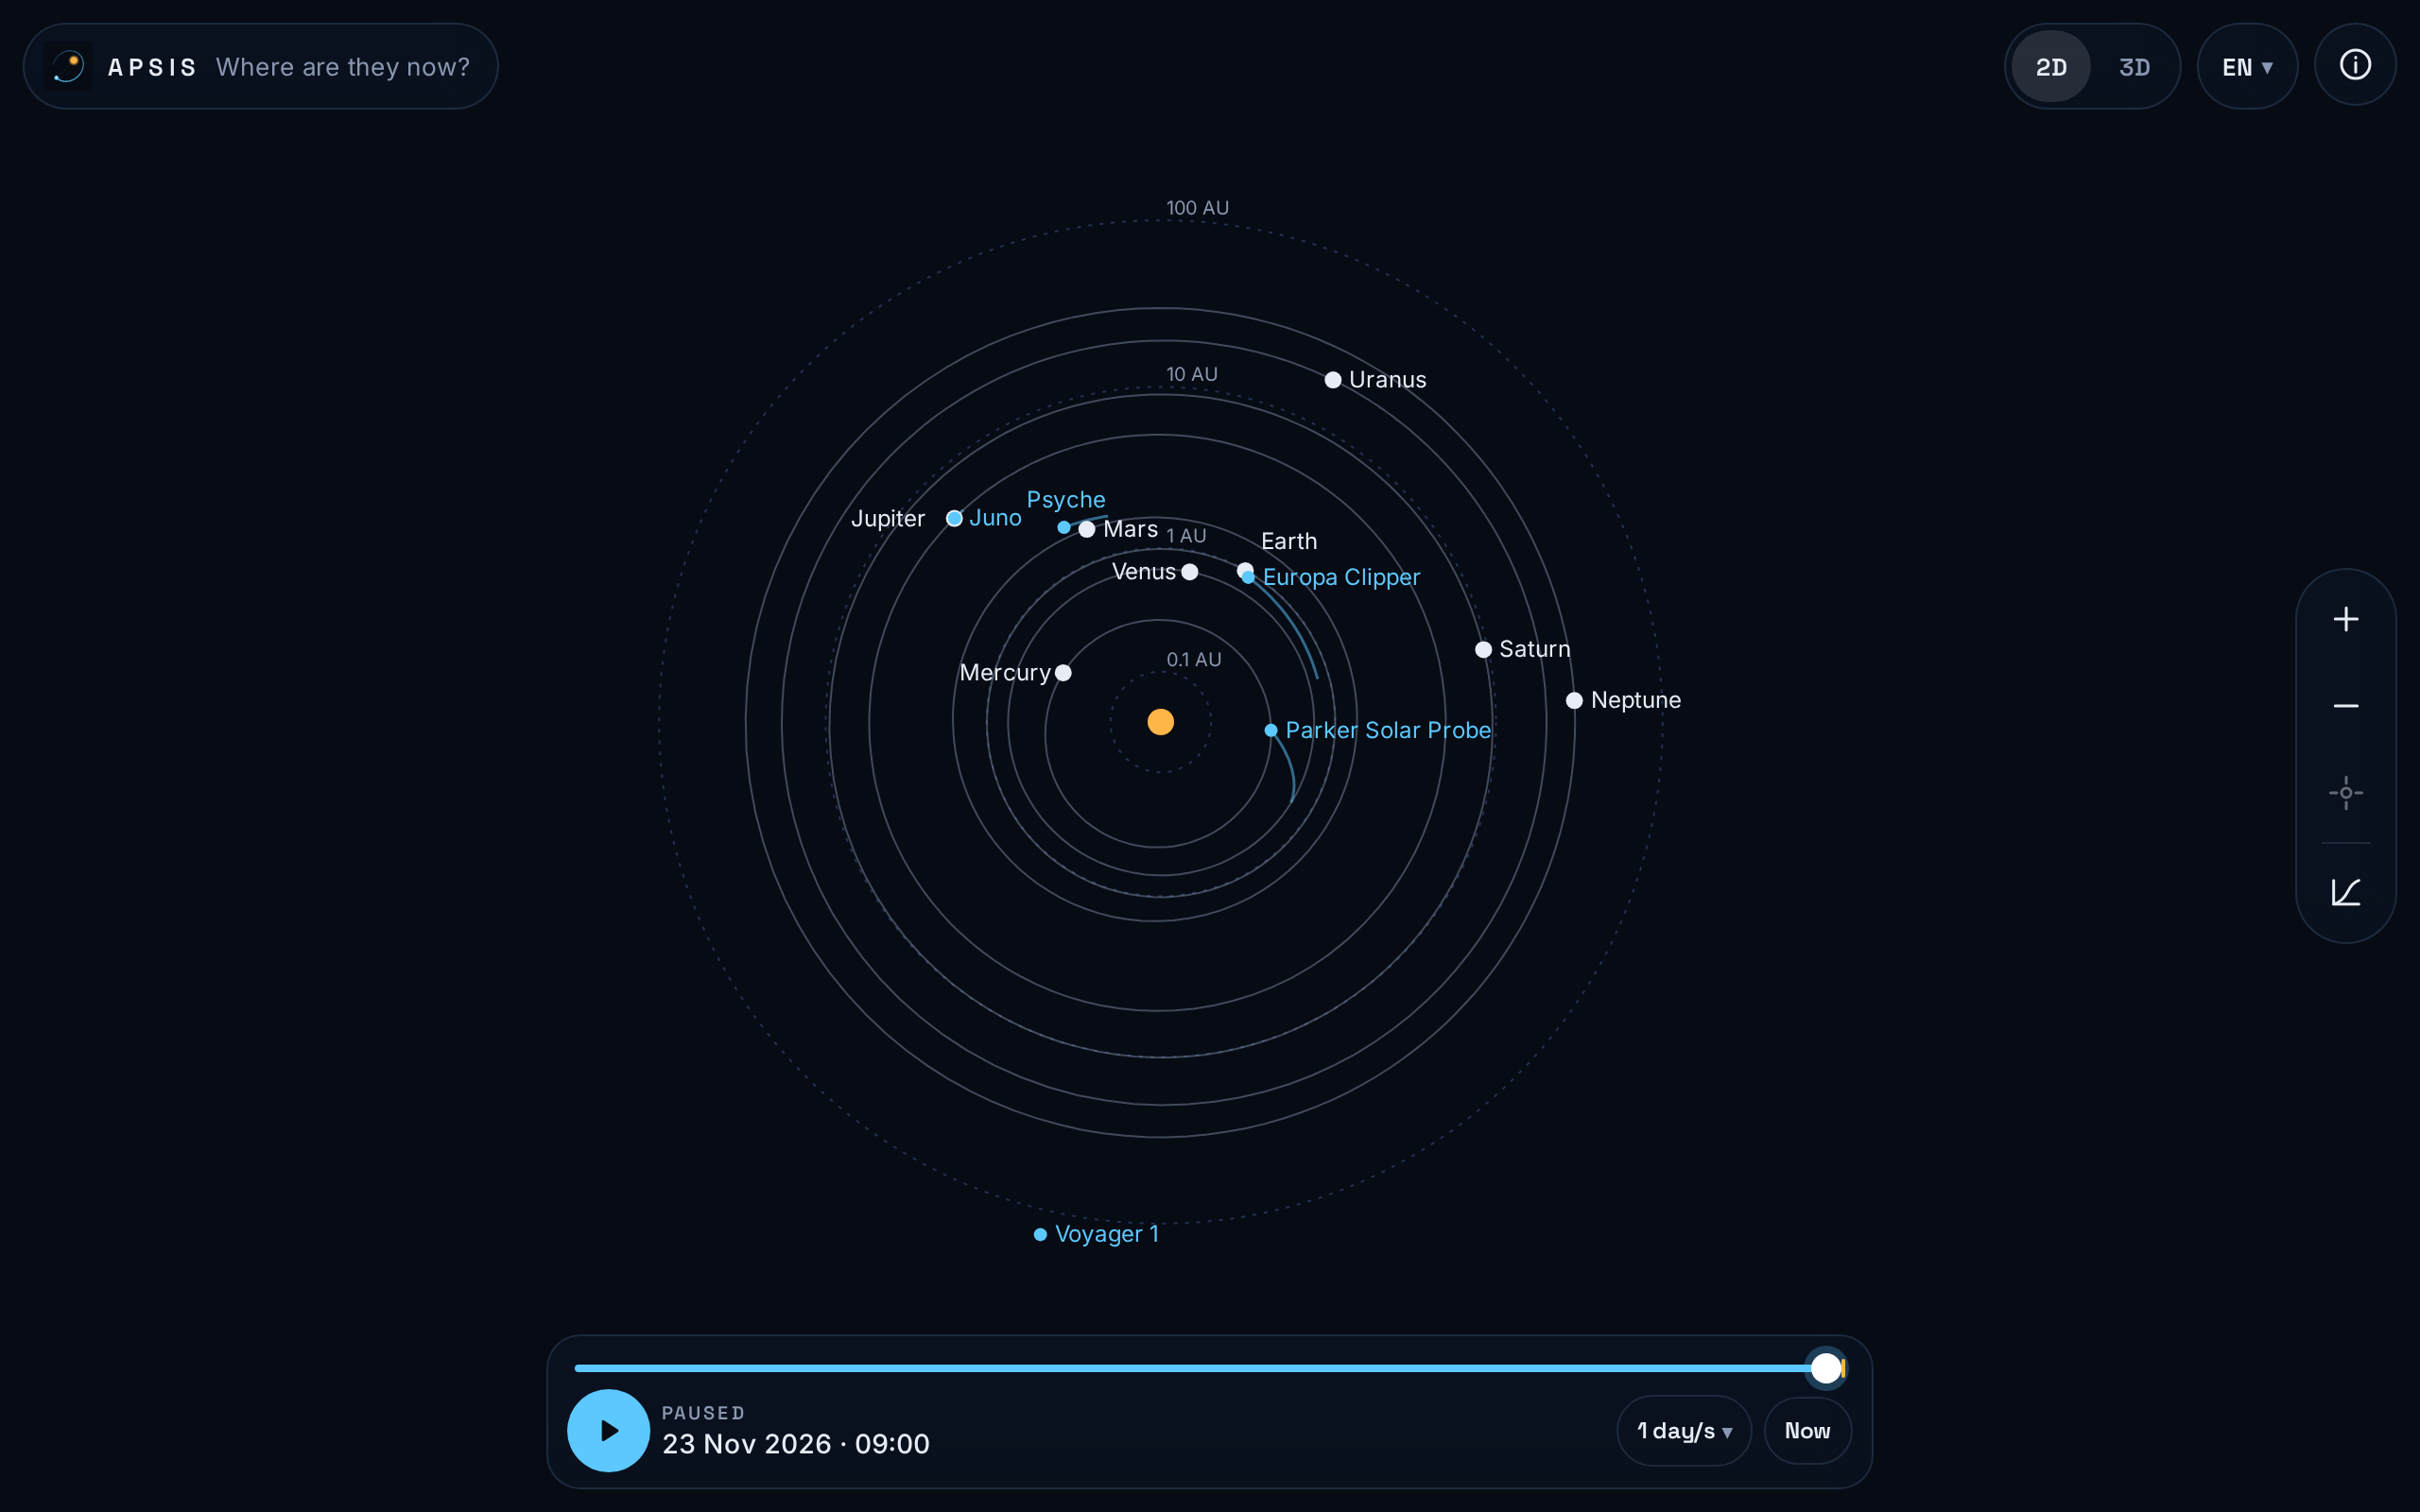 APSIS Where are they now?
2D 3D EN ▾
100 AU
10 AU
Uranus
Psyche
Jupiter
Juno
Mars
1 AU
Earth
Venus
Europa Clipper
Saturn
0.1 AU
Mercury
Neptune
Parker Solar Probe
Voyager 1
PAUSED
23 Nov 2026 · 09:00
1 day/s ▾
Now